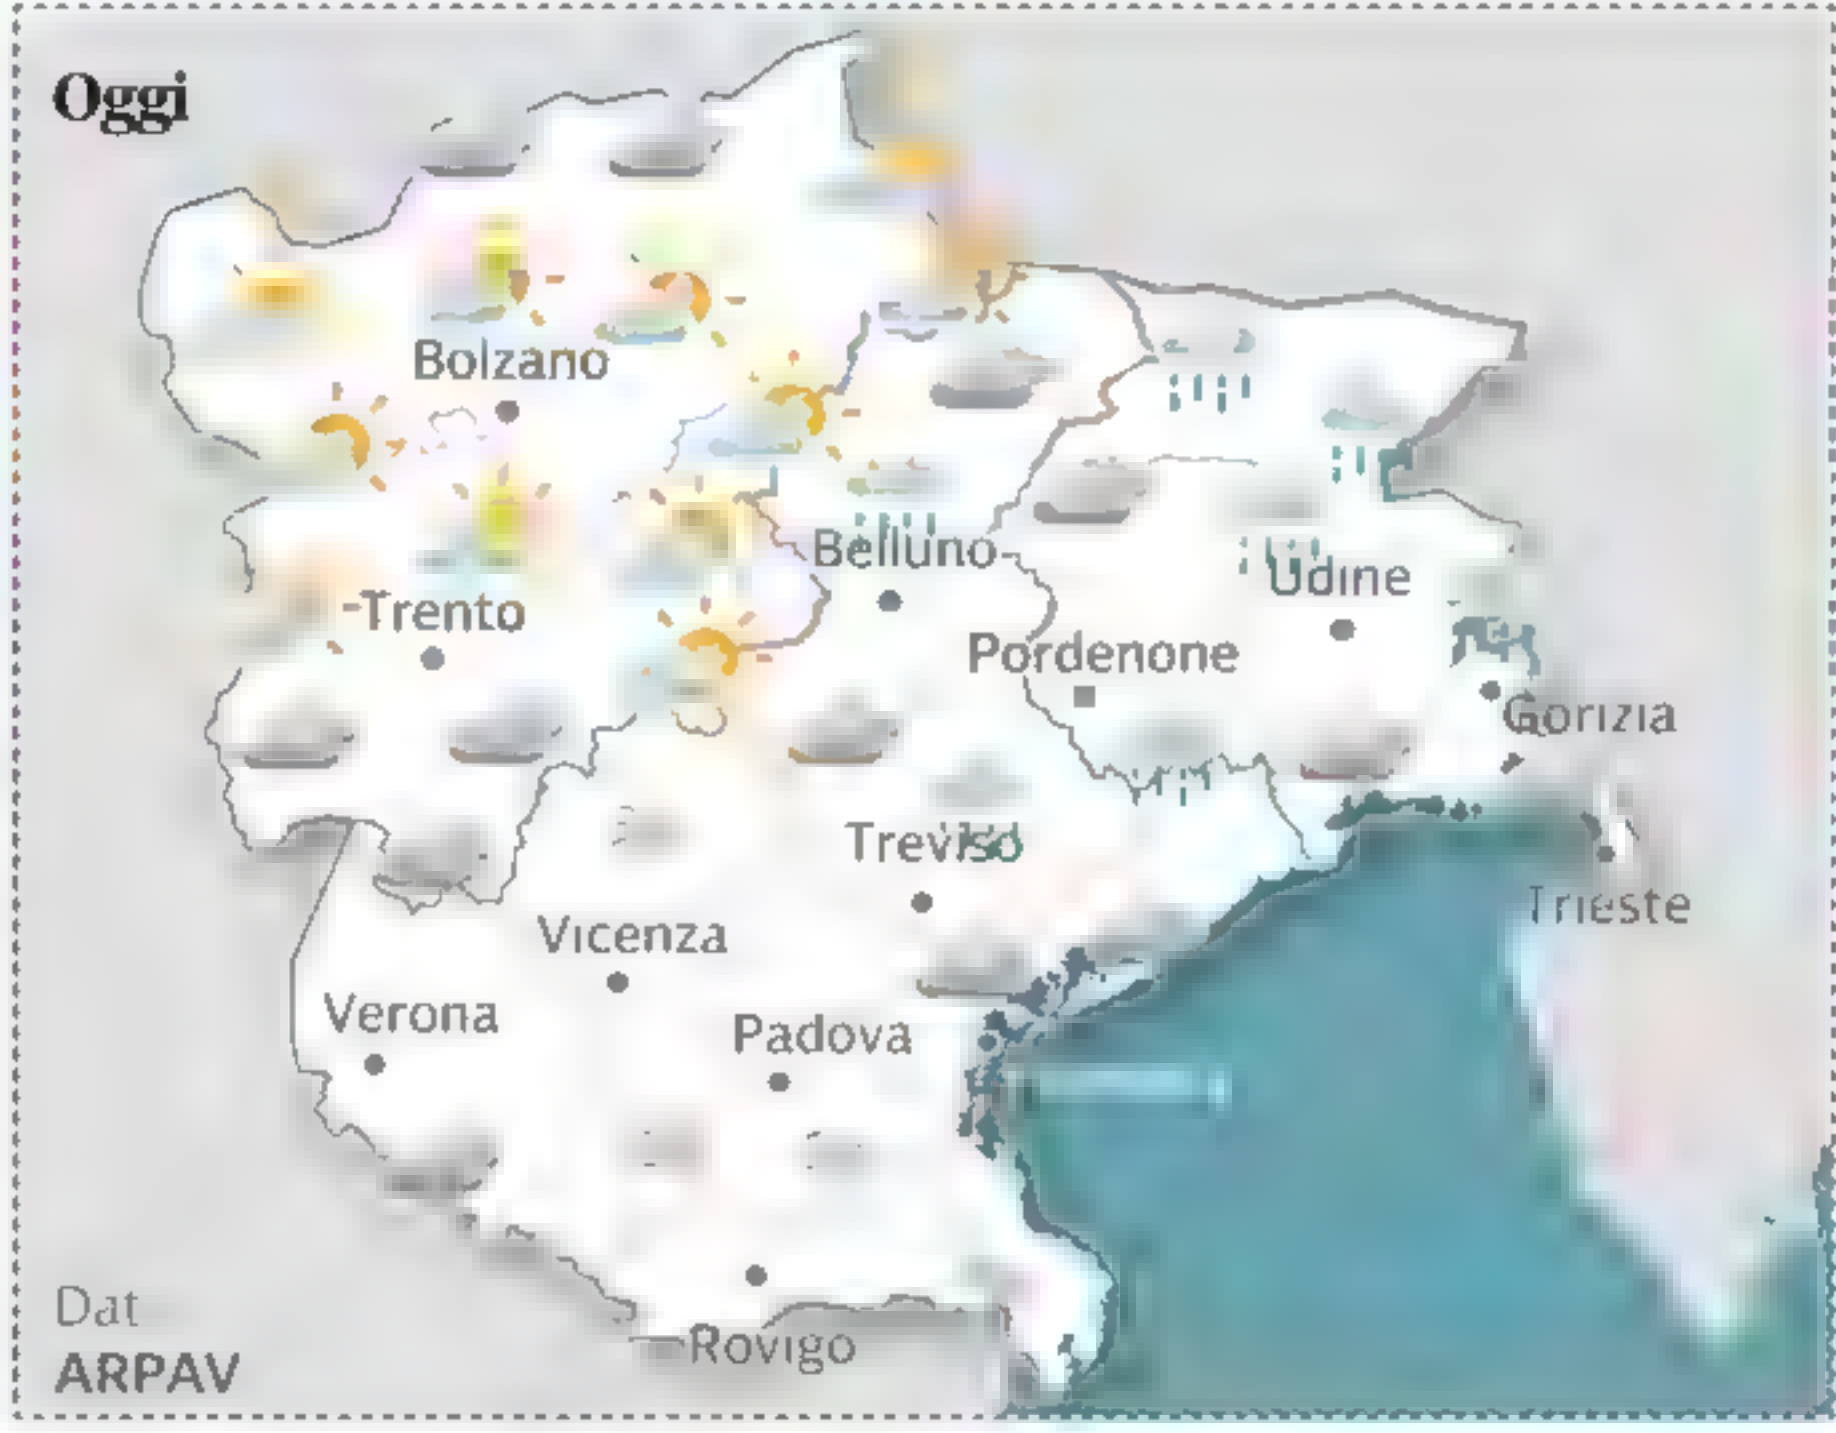 Oggi
Bolzano
Trento
Belluno
Udine
Pordenone
Gorizia
Treviso
Trieste
Vicenza
Verona
Padova
Rovigo
Dat
ARPAV